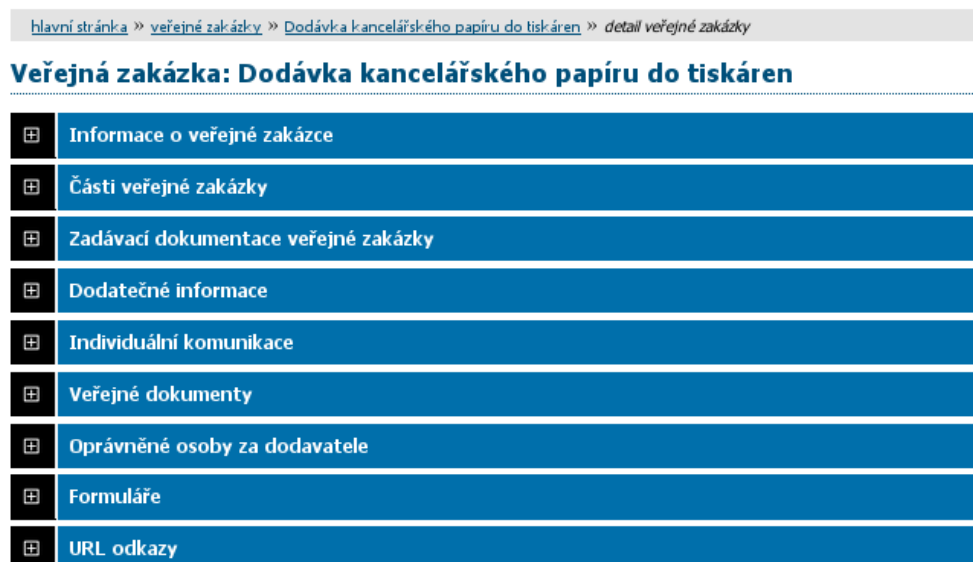 hlavní stránka » veřejné zakázky » Dodávka kancelářského papíru do tiskáren » detail veřejné zakázky
Veřejná zakázka: Dodávka kancelářského papíru do tiskáren
Informace o veřejné zakázce
Části veřejné zakázky
Zadávací dokumentace veřejné zakázky
Dodatečné informace
Individuální komunikace
Veřejné dokumenty
Oprávněné osoby za dodavatele
Formuláře
URL odkazy